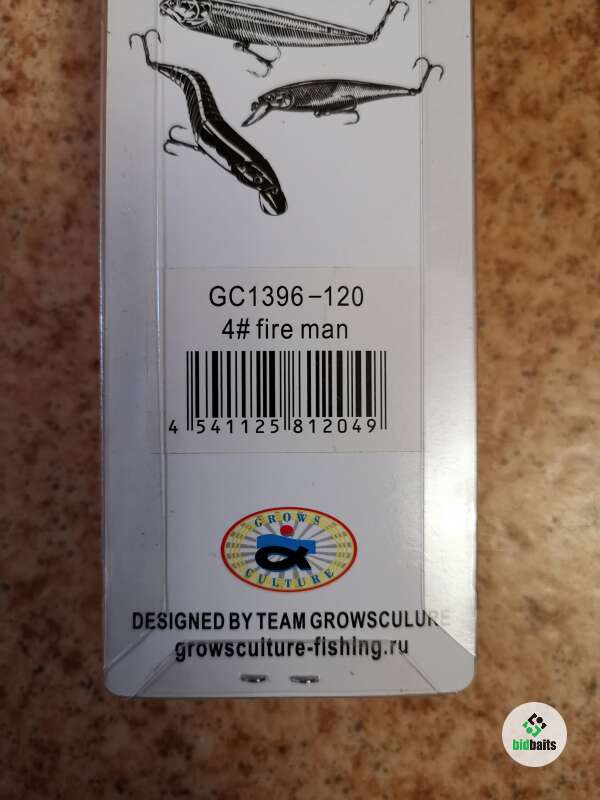 GC1396-120
4# fire man
4 541125 812049
GROWS
CULTURE
DESIGNED BY TEAM GROWSCULURE
growsculture-fishing.ru
bidbaits